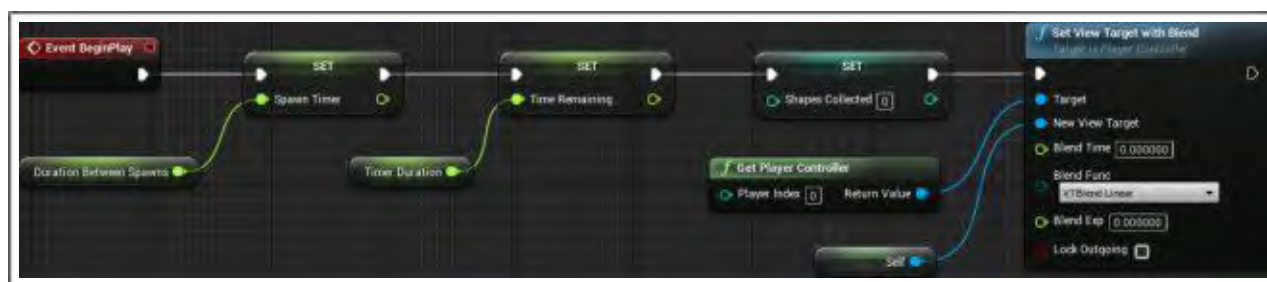 Event BeginPlay
SET
Spawn Timer
Duration Between Spawns
SET
Time Remaining
Timer Duration
SET
Shapes Collected 0
Get Player Controller
Player Index 0 Return Value
Self
Set View Target with Blend
Target is Player Controller
Target
New View Target
Blend Time 0.000000
Blend Func
VTBlend Linear
Blend Exp 0.000000
Lock Outgoing